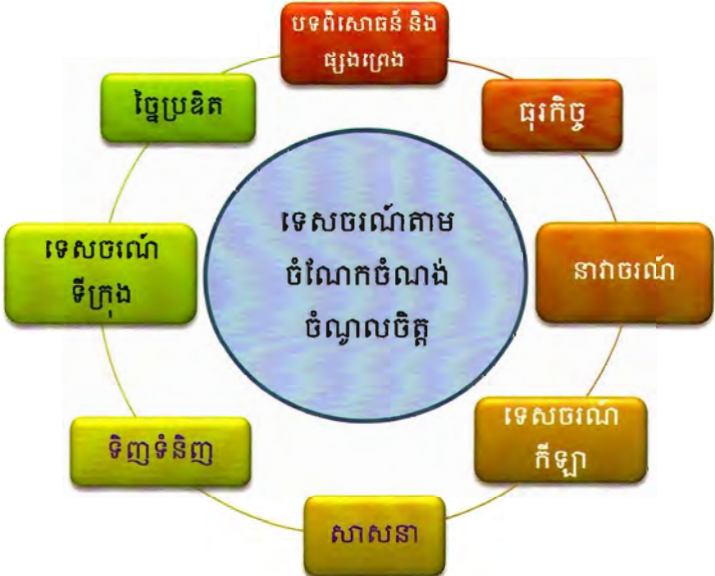 បទពិសោធន៍ និង
ផ្សងព្រេង
ធុរកិច្ច
នាវាចរណ៍
ទេសចរណ៍
កីឡា
សាសនា
ទិញទំនិញ
ទេសចរណ៍
ទីក្រុង
ច្នៃប្រឌិត
ទេសចរណ៍តាម
ចំណែកចំណង់
ចំណូលចិត្ត